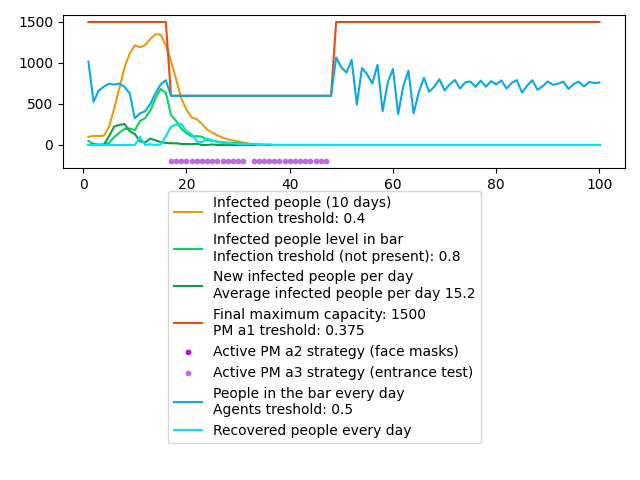 1500
1000
500
0
0 20 40 60 80 100
Infected people (10 days)
Infection treshold: 0.4
Infected people level in bar
Infection treshold (not present): 0.8
New infected people per day
Average infected people per day 15.2
Final maximum capacity: 1500
PM a1 treshold: 0.375
Active PM a2 strategy (face masks)
Active PM a3 strategy (entrance test)
People in the bar every day
Agents treshold: 0.5
Recovered people every day